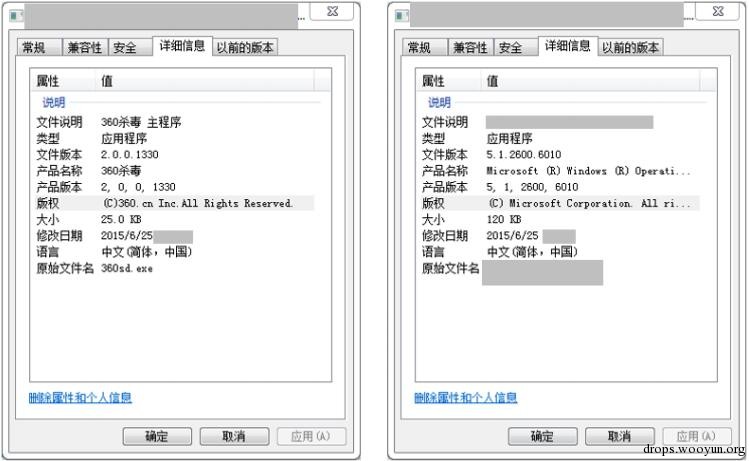 ...
常规 兼容性 安全 详细信息 以前的版本
属性 值
说明
文件说明 360杀毒 主程序
类型 应用程序
文件版本 2.0.0.1330
产品名称 360杀毒
产品版本 2, 0, 0, 1330
版权 (C)360.cn Inc.All Rights Reserved.
大小 25.0 KB
修改日期 2015/6/25
语言 中文(简体，中国)
原始文件名 360sd.exe
删除属性和个人信息
确定 取消 应用(A)
...
常规 兼容性 安全 详细信息 以前的版本
属性 值
说明
文件说明
类型 应用程序
文件版本 5.1.2600.6010
产品名称 Microsoft (R) Windows (R) Operati...
产品版本 5, 1, 2600, 6010
版权 (C) Microsoft Corporation. All ri...
大小 120 KB
修改日期 2015/6/25
语言 中文(简体，中国)
原始文件名
删除属性和个人信息
确定 取消 应用(A)
drops.wooyun.org